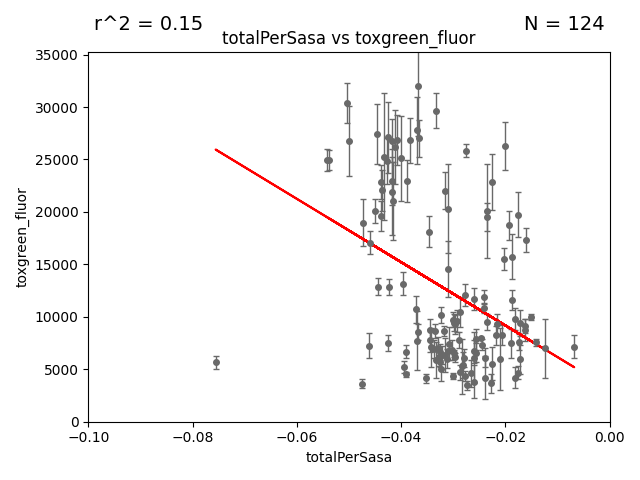 r^2 = 0.15
N = 124
totalPerSasa vs toxgreen_fluor
35000
30000
25000
20000
15000
10000
5000
0
toxgreen_fluor
−0.10
−0.08
−0.06
−0.04
−0.02
0.00
totalPerSasa